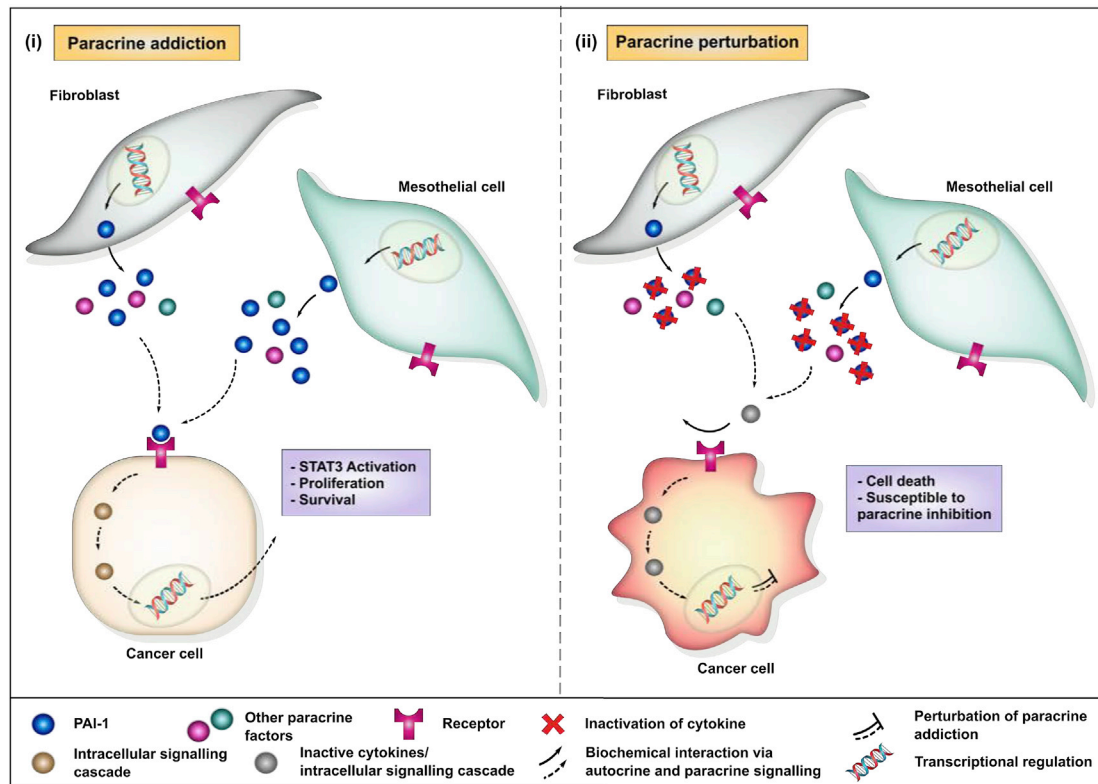 (i)
Paracrine addiction
Fibroblast
Mesothelial cell
- STAT3 Activation
- Proliferation
- Survival
Cancer cell
(ii)
Paracrine perturbation
Fibroblast
Mesothelial cell
- Cell death
- Susceptible to
paracrine inhibition
Cancer cell
PAI-1
Other paracrine
factors
Receptor
Inactivation of cytokine
Perturbation of paracrine
addiction
Intracellular signalling
cascade
Inactive cytokines/
intracellular signalling cascade
Biochemical interaction via
autocrine and paracrine signalling
Transcriptional regulation